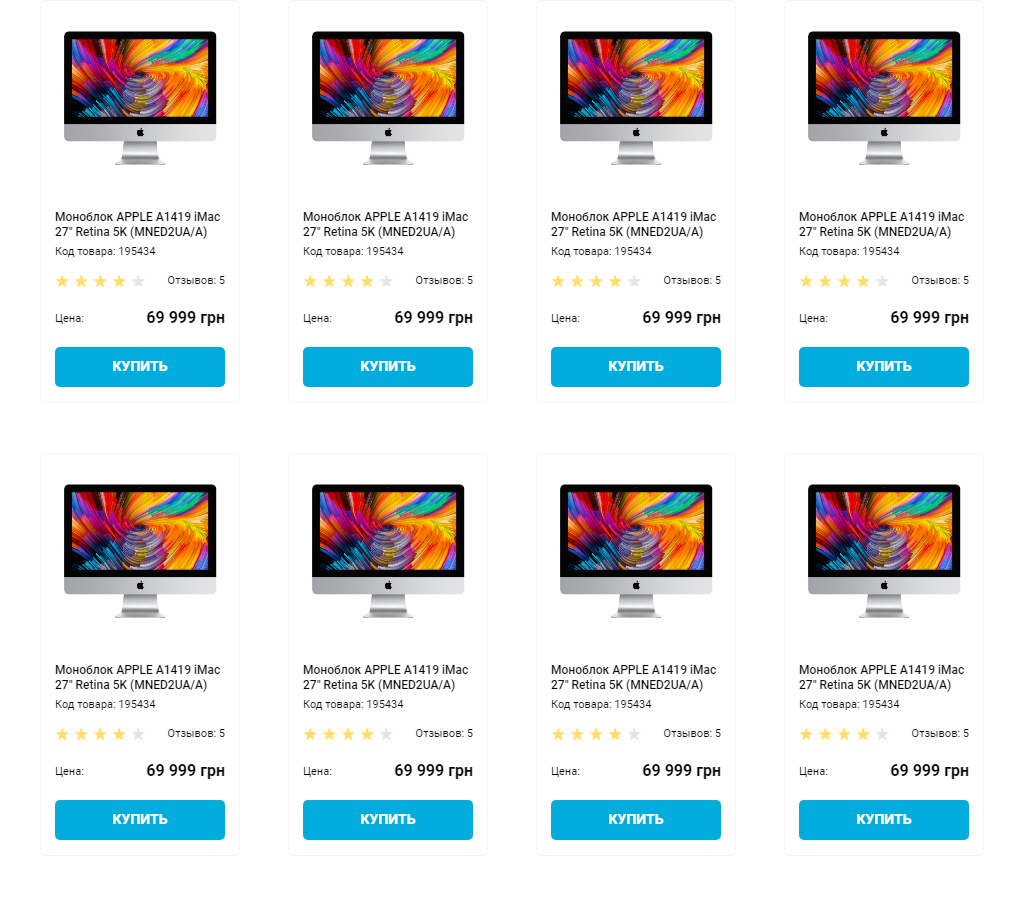 Моноблок APPLE A1419 iMac
27" Retina 5K (MNED2UA/A)
Код товара: 195434
Отзывов: 5
Цена: 69 999 грн
КУПИТЬ
Моноблок APPLE A1419 iMac
27" Retina 5K (MNED2UA/A)
Код товара: 195434
Отзывов: 5
Цена: 69 999 грн
КУПИТЬ
Моноблок APPLE A1419 iMac
27" Retina 5K (MNED2UA/A)
Код товара: 195434
Отзывов: 5
Цена: 69 999 грн
КУПИТЬ
Моноблок APPLE A1419 iMac
27" Retina 5K (MNED2UA/A)
Код товара: 195434
Отзывов: 5
Цена: 69 999 грн
КУПИТЬ
Моноблок APPLE A1419 iMac
27" Retina 5K (MNED2UA/A)
Код товара: 195434
Отзывов: 5
Цена: 69 999 грн
КУПИТЬ
Моноблок APPLE A1419 iMac
27" Retina 5K (MNED2UA/A)
Код товара: 195434
Отзывов: 5
Цена: 69 999 грн
КУПИТЬ
Моноблок APPLE A1419 iMac
27" Retina 5K (MNED2UA/A)
Код товара: 195434
Отзывов: 5
Цена: 69 999 грн
КУПИТЬ
Моноблок APPLE A1419 iMac
27" Retina 5K (MNED2UA/A)
Код товара: 195434
Отзывов: 5
Цена: 69 999 грн
КУПИТЬ